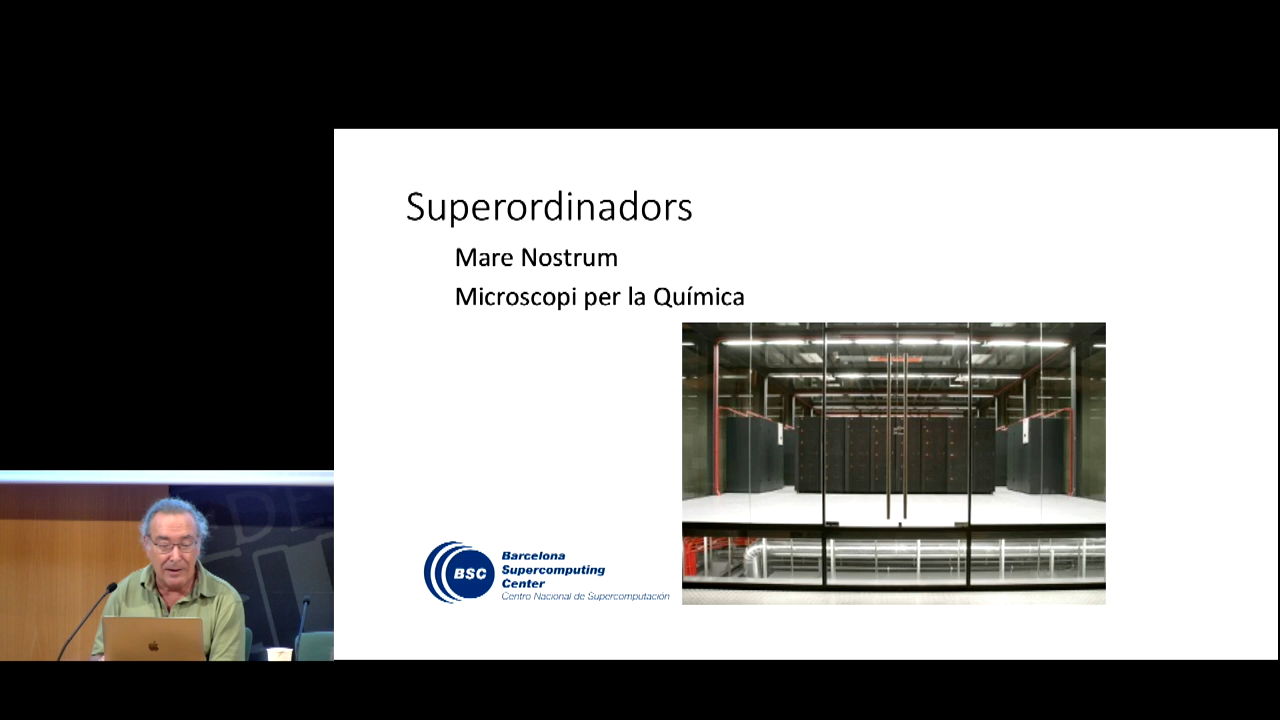 Superordinadors
Mare Nostrum
Microscopi per la Química
BSC
Barcelona
Supercomputing
Center
Centro Nacional de Supercomputación